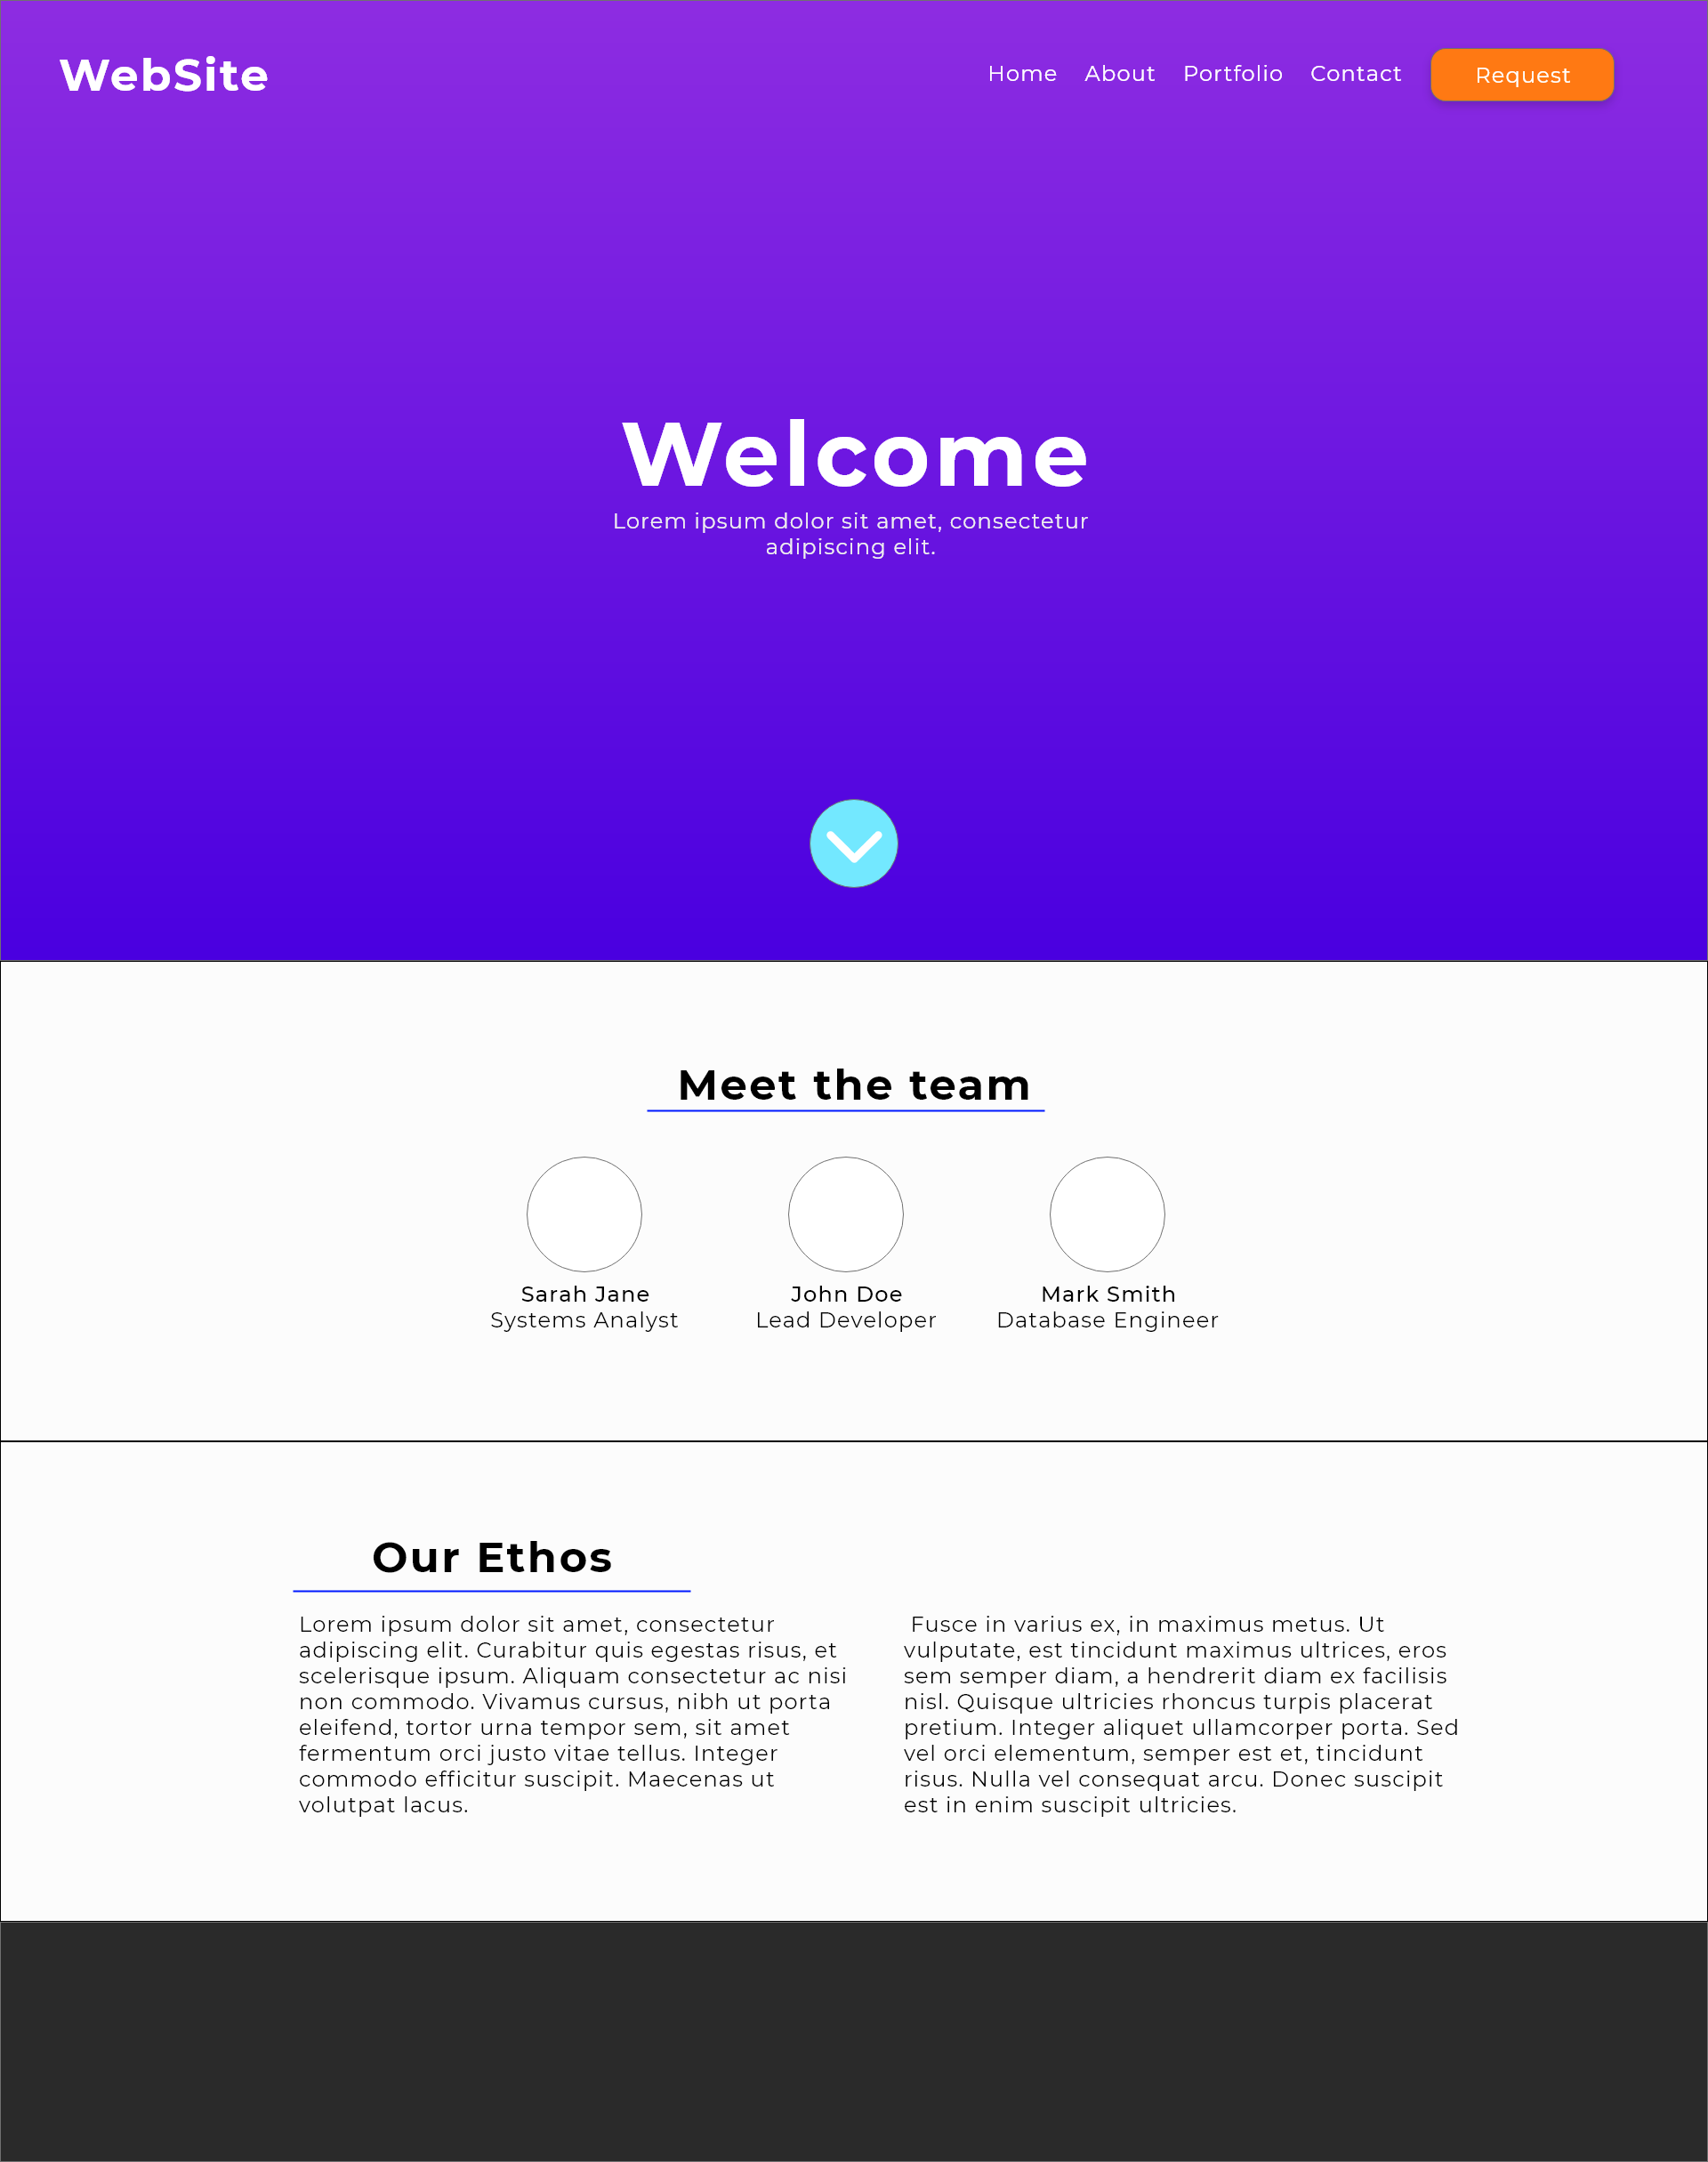 WebSite
Home About Portfolio Contact Request
Welcome
Lorem ipsum dolor sit amet, consectetur
adipiscing elit.
Meet the team
Sarah Jane
Systems Analyst
John Doe
Lead Developer
Mark Smith
Database Engineer
Our Ethos
Lorem ipsum dolor sit amet, consectetur
adipiscing elit. Curabitur quis egestas risus, et
scelerisque ipsum. Aliquam consectetur ac nisi
non commodo. Vivamus cursus, nibh ut porta
eleifend, tortor urna tempor sem, sit amet
fermentum orci justo vitae tellus. Integer
commodo efficitur suscipit. Maecenas ut
volutpat lacus.
Fusce in varius ex, in maximus metus. Ut
vulputate, est tincidunt maximus ultrices, eros
sem semper diam, a hendrerit diam ex facilisis
nisl. Quisque ultricies rhoncus turpis placerat
pretium. Integer aliquet ullamcorper porta. Sed
vel orci elementum, semper est et, tincidunt
risus. Nulla vel consequat arcu. Donec suscipit
est in enim suscipit ultricies.